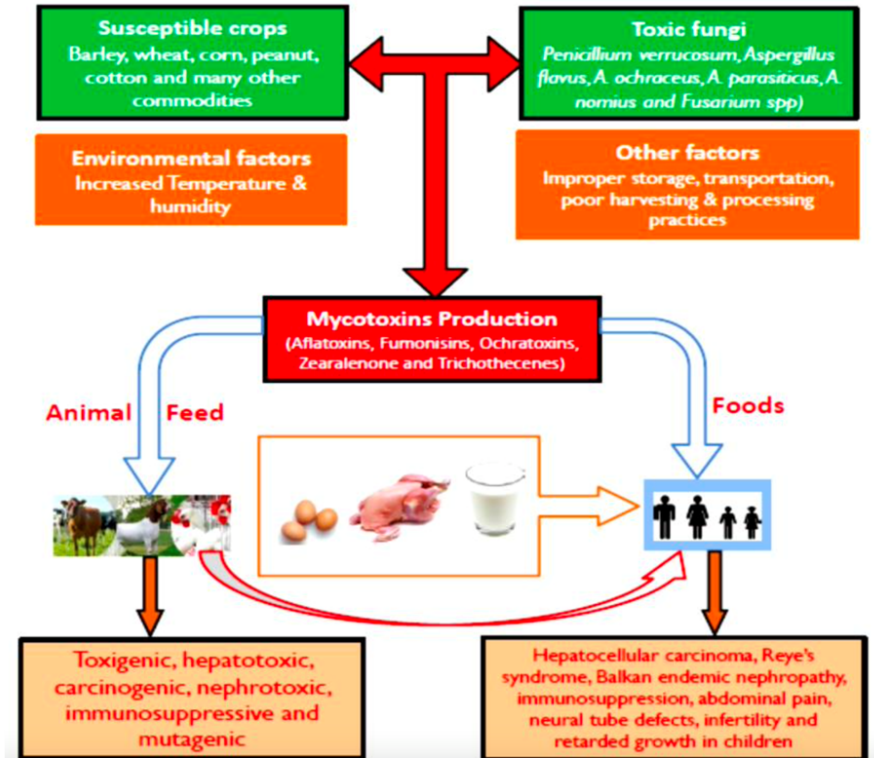 Susceptible crops
Barley, wheat, corn, peanut,
cotton and many other
commodities
Toxic fungi
Penicillium verrucosum, Aspergillus
flavus, A. ochraceus, A. parasiticus, A.
nomius and Fusarium spp)
Environmental factors
Increased Temperature &
humidity
Other factors
Improper storage, transportation,
poor harvesting & processing
practices
Mycotoxins Production
(Aflatoxins, Fumonisins, Ochratoxins,
Zearalenone and Trichothecenes)
Animal Feed
Foods
Toxigenic, hepatotoxic,
carcinogenic, nephrotoxic,
immunosuppressive and
mutagenic
Hepatocellular carcinoma, Reye's
syndrome, Balkan endemic nephropathy,
immunosuppression, abdominal pain,
neural tube defects, infertility and
retarded growth in children